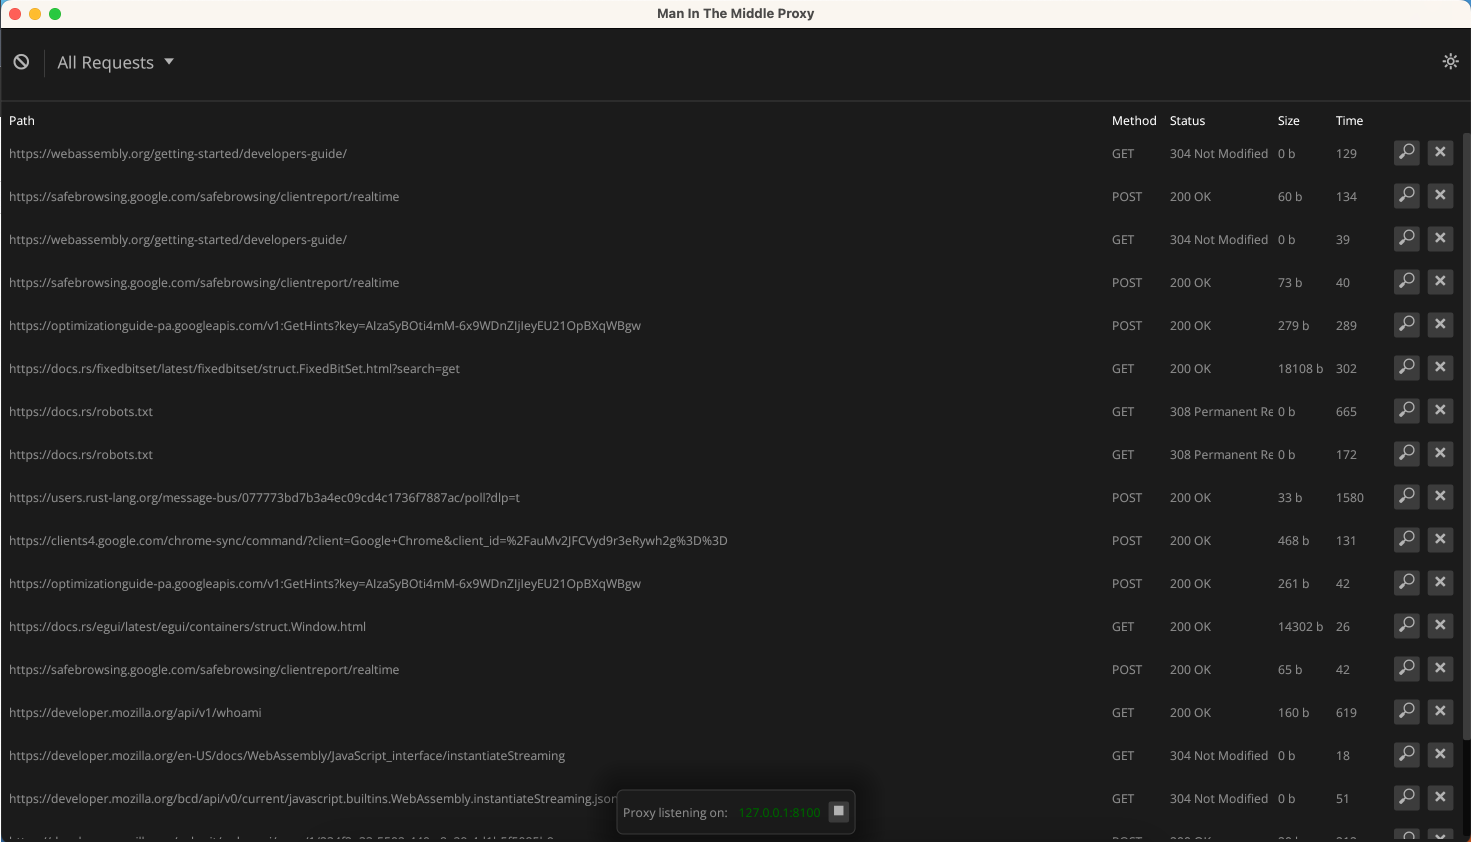 Man In The Middle Proxy
All Requests
Path Method Status Size Time
https://webassembly.org/getting-started/developers-guide/ GET 304 Not Modified 0 b 129
https://safebrowsing.google.com/safebrowsing/clientreport/realtime POST 200 OK 60 b 134
https://webassembly.org/getting-started/developers-guide/ GET 304 Not Modified 0 b 39
https://safebrowsing.google.com/safebrowsing/clientreport/realtime POST 200 OK 73 b 40
https://optimizationguide-pa.googleapis.com/v1:GetHints?key=AIzaSyBOti4mM-6x9WDnZIjIeyEU21OpBXqWBgw POST 200 OK 279 b 289
https://docs.rs/fixedbitset/latest/fixedbitset/struct.FixedBitSet.html?search=get GET 200 OK 18108 b 302
https://docs.rs/robots.txt GET 308 Permanent Re 0 b 665
https://docs.rs/robots.txt GET 308 Permanent Re 0 b 172
https://users.rust-lang.org/message-bus/077773bd7b3a4ec09cd4c1736f7887ac/poll?dlp=t POST 200 OK 33 b 1580
https://clients4.google.com/chrome-sync/command/?client=Google+Chrome&client_id=%2FauMv2JFCVyd9r3eRywh2g%3D%3D POST 200 OK 468 b 131
https://optimizationguide-pa.googleapis.com/v1:GetHints?key=AIzaSyBOti4mM-6x9WDnZIjIeyEU21OpBXqWBgw POST 200 OK 261 b 42
https://docs.rs/egui/latest/egui/containers/struct.Window.html GET 200 OK 14302 b 26
https://safebrowsing.google.com/safebrowsing/clientreport/realtime POST 200 OK 65 b 42
https://developer.mozilla.org/api/v1/whoami GET 200 OK 160 b 619
https://developer.mozilla.org/en-US/docs/WebAssembly/JavaScript_interface/instantiateStreaming GET 304 Not Modified 0 b 18
https://developer.mozilla.org/bcd/api/v0/current/javascript.builtins.WebAssembly.instantiateStreaming.json GET 304 Not Modified 0 b 51
Proxy listening on: 127.0.0.1:8100